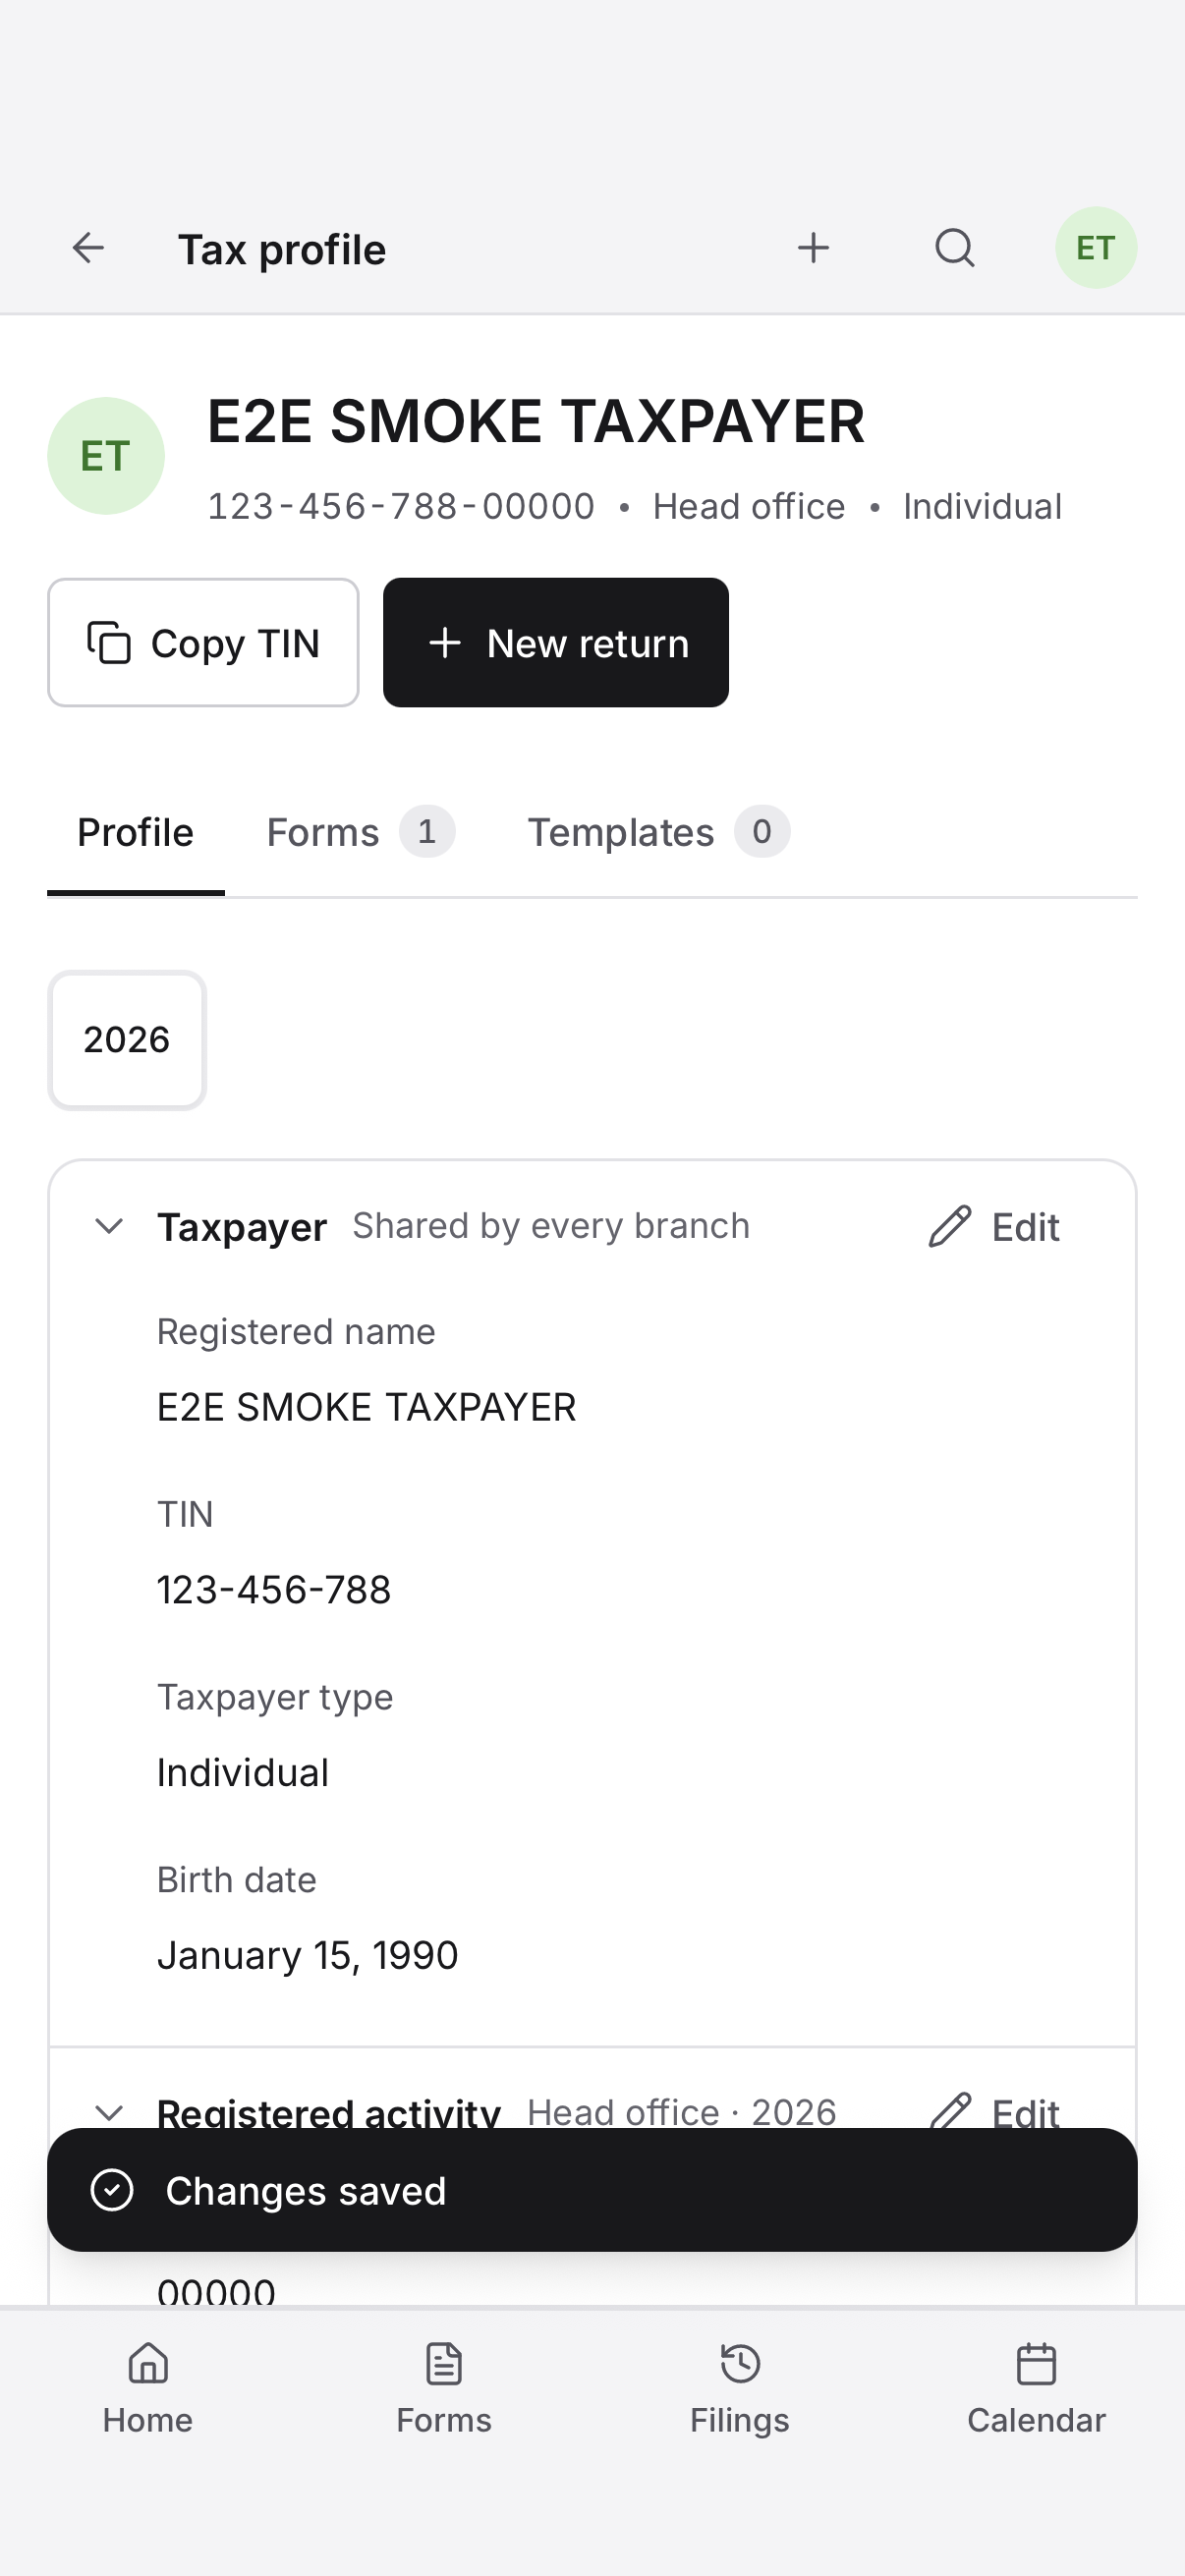 Tax profile
ET
ET
E2E SMOKE TAXPAYER
123-456-788-00000 • Head office • Individual
Copy TIN
New return
Profile
Forms 1
Templates 0
2026
Taxpayer Shared by every branch
Edit
Registered name
E2E SMOKE TAXPAYER
TIN
123-456-788
Taxpayer type
Individual
Birth date
January 15, 1990
Registered activity Head office · 2026
Edit
Changes saved
00000
Home
Forms
Filings
Calendar